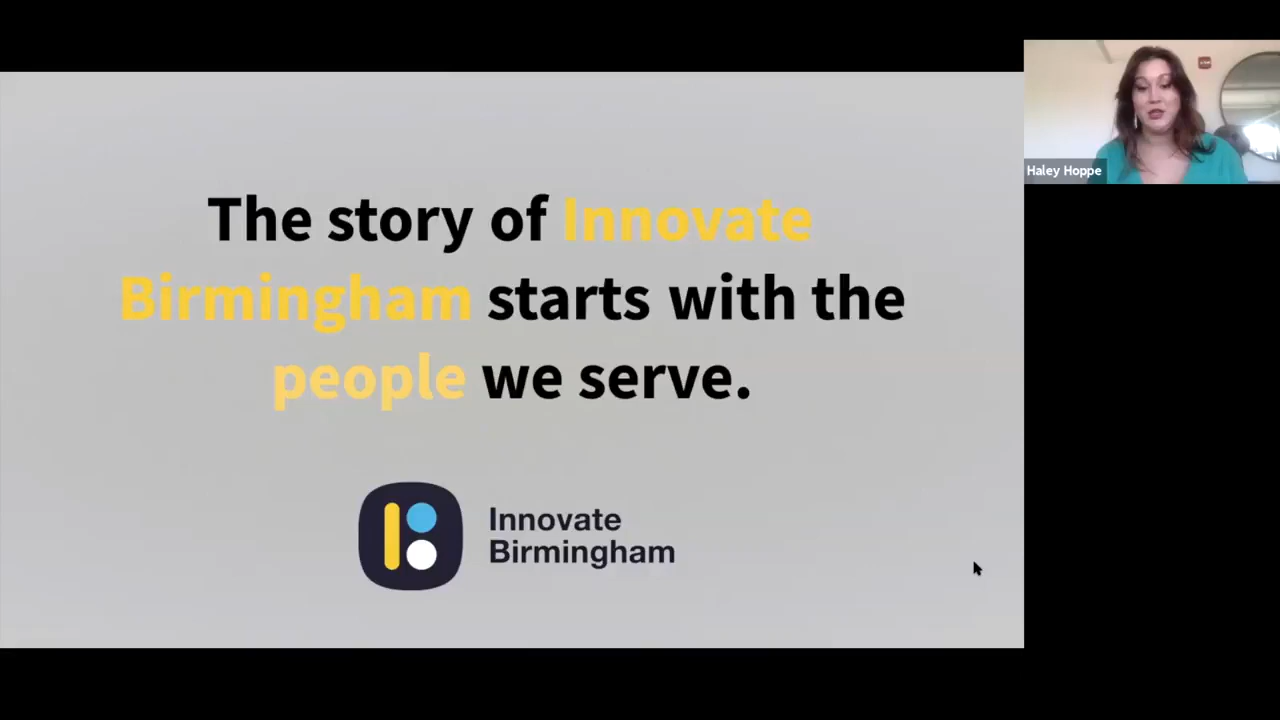 The story of Innovate
Birmingham starts with the
people we serve.
Innovate
Birmingham
Haley Hoppe